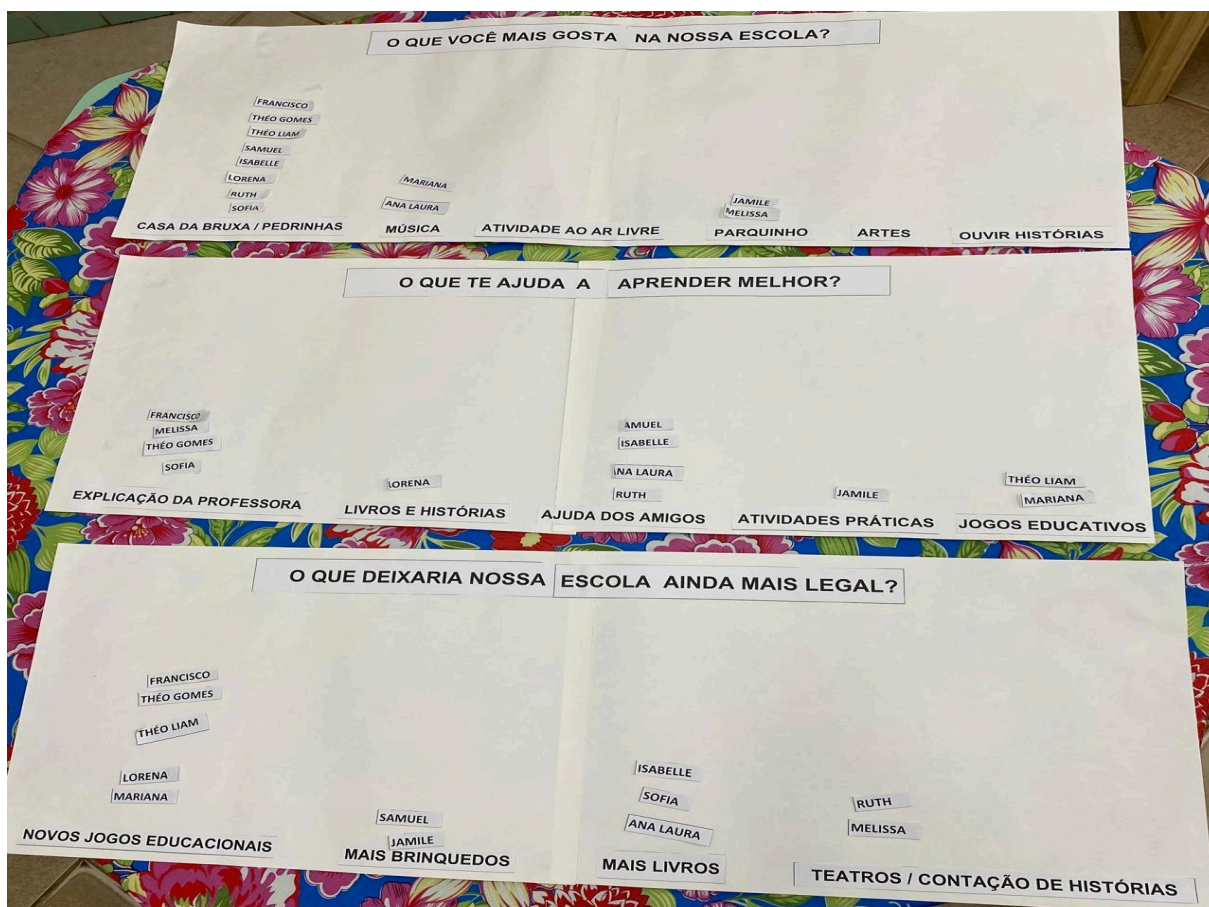 O QUE VOCÊ MAIS GOSTA NA NOSSA ESCOLA?
FRANCISCO
THÉO GOMES
THÉO LIAM
SAMUEL
ISABELLE
LORENA
RUTH
SOFIA
CASA DA BRUXA / PEDRINHAS
MARIANA
ANA LAURA
MÚSICA
ATIVIDADE AO AR LIVRE
JAMILE
MELISSA
PARQUINHO
ARTES
OUVIR HISTÓRIAS
O QUE TE AJUDA A APRENDER MELHOR?
FRANCISCO
MELISSA
THÉO GOMES
SOFIA
EXPLICAÇÃO DA PROFESSORA
LORENA
LIVROS E HISTÓRIAS
AMUEL
ISABELLE
NA LAURA
RUTH
AJUDA DOS AMIGOS
JAMILE
ATIVIDADES PRÁTICAS
THÉO LIAM
MARIANA
JOGOS EDUCATIVOS
O QUE DEIXARIA NOSSA ESCOLA AINDA MAIS LEGAL?
FRANCISCO
THÉO GOMES
THÉO LIAM
LORENA
MARIANA
NOVOS JOGOS EDUCACIONAIS
SAMUEL
JAMILE
MAIS BRINQUEDOS
ISABELLE
SOFIA
ANA LAURA
MAIS LIVROS
RUTH
MELISSA
TEATROS / CONTAÇÃO DE HISTÓRIAS